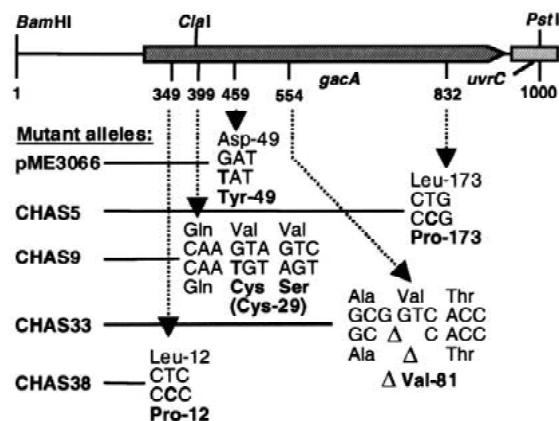 BamHI ClaI PstI
gacA uvrC
1 349 399 459 554 832 1000
Mutant alleles:
pME3066
Asp-49
GAT
TAT
Tyr-49
CHAS5
Leu-173
CTG
CCG
Pro-173
CHAS9
Gln Val Val
CAA GTA GTC
CAA TGT AGT
Gln Cys Ser
(Cys-29)
CHAS33
Ala Val Thr
GCG GTC ACC
GC Δ C ACC
Ala Δ Thr
Δ Val-81
CHAS38
Leu-12
CTC
CCC
Pro-12